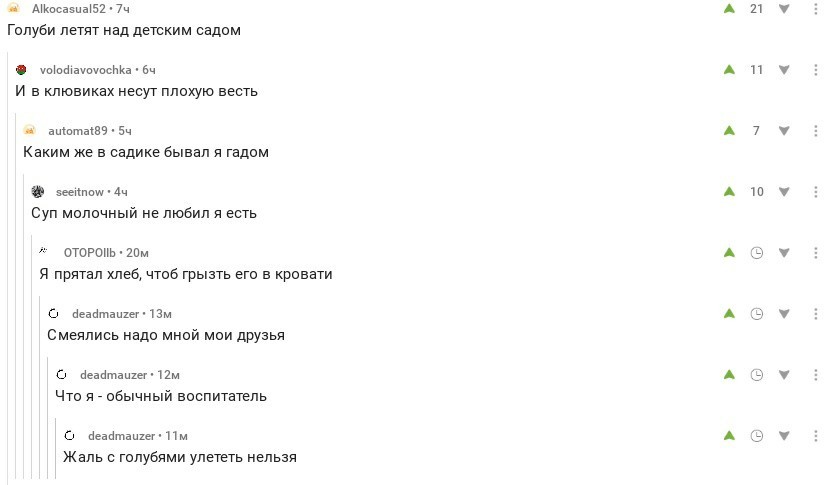 Alkocasual52 • 7ч 21
Голуби летят над детским садом
volodiavovochka • 6ч 11
И в клювиках несут плохую весть
automat89 • 5ч 7
Каким же в садике бывал я гадом
seeitnow • 4ч 10
Суп молочный не любил я есть
OTOPOIIb • 20м
Я прятал хлеб, чтоб грызть его в кровати
deadmauzer • 13м
Смеялись надо мной мои друзья
deadmauzer • 12м
Что я - обычный воспитатель
deadmauzer • 11м
Жаль с голубями улететь нельзя